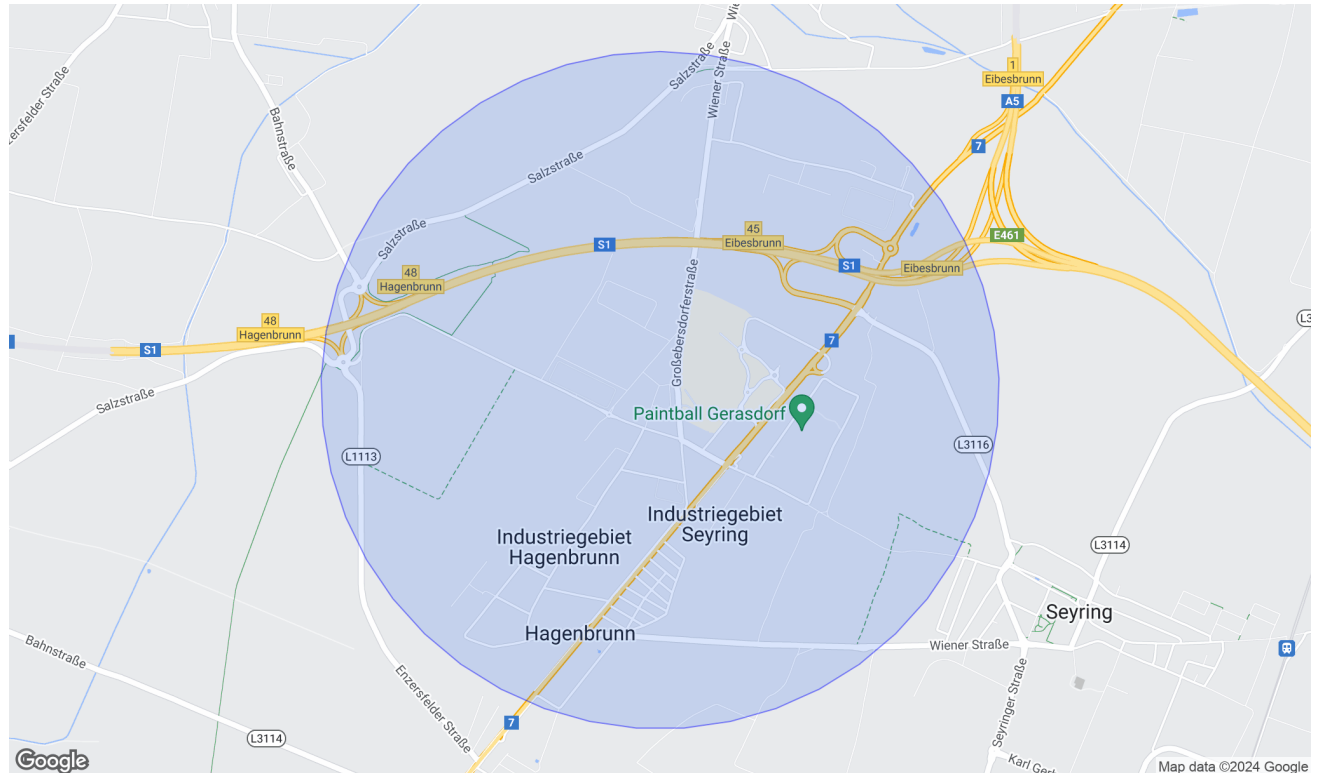 Wiener Straße
Salzstraße
1
Eibesbrunn
A5
7
Enzersfelder Straße
Bahnstraße
Salzstraße
Salzstraße
E461
45
Eibesbrunn
S1
S1
Eibesbrunn
48
Hagenbrunn
48
Hagenbrunn
S1
7
Großebersdorferstraße
Salzstraße
Paintball Gerasdorf
L1113
L3116
Industriegebiet
Seyring
Industriegebiet
Hagenbrunn
L3114
Seyring
Hagenbrunn
Wiener Straße
Bahnstraße
Enzersfelder Straße
Seyringer Straße
7
L3114
Google
Map data ©2024 Google